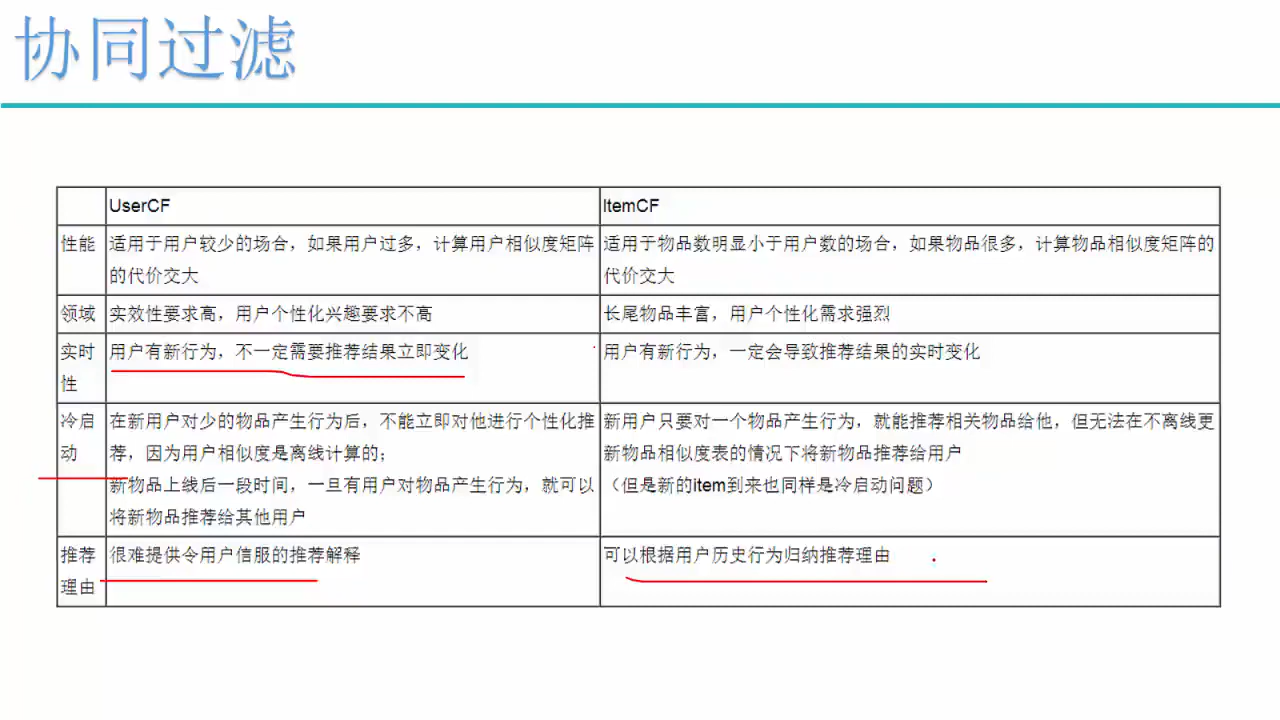 协同过滤
UserCF
ItemCF
性能
适用于用户较少的场合，如果用户过多，计算用户相似度矩阵
的代价交大
适用于物品数明显小于用户数的场合，如果物品很多，计算物品相似度矩阵的
代价交大
领域
实效性要求高，用户个性化兴趣要求不高
长尾物品丰富，用户个性化需求强烈
实时
性
用户有新行为，不一定需要推荐结果立即变化
用户有新行为，一定会导致推荐结果的实时变化
冷启
动
在新用户对少的物品产生行为后，不能立即对他进行个性化推
荐，因为用户相似度是离线计算的；
新物品上线后一段时间，一旦有用户对物品产生行为，就可以
将新物品推荐给其他用户
新用户只要对一个物品产生行为，就能推荐相关物品给他，但无法在不离线更
新物品相似度表的情况下将新物品推荐给用户
（但是新的item到来也同样是冷启动问题）
推荐
理由
很难提供令用户信服的推荐解释
可以根据用户历史行为归纳推荐理由